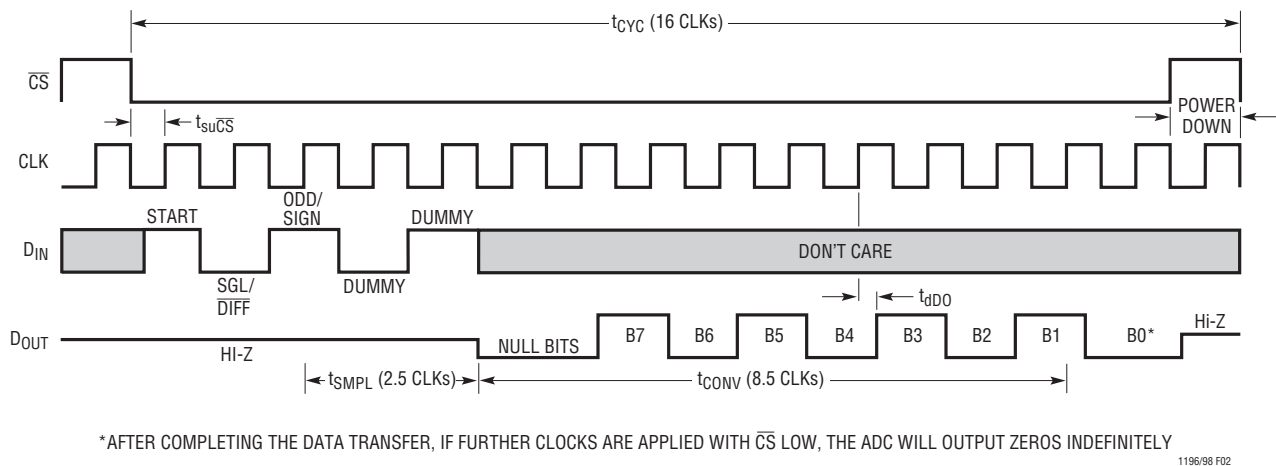 tCYC (16 CLKs)
CS
POWER
DOWN
tsuCS
CLK
ODD/
SIGN
START
DUMMY
DIN
DON'T CARE
SGL/
DIFF
DUMMY
tdDO
DOUT
HI-Z
NULL BITS
B7
B6
B5
B4
B3
B2
B1
B0*
Hi-Z
tSMPL (2.5 CLKs)
tCONV (8.5 CLKs)
*AFTER COMPLETING THE DATA TRANSFER, IF FURTHER CLOCKS ARE APPLIED WITH CS LOW, THE ADC WILL OUTPUT ZEROS INDEFINITELY
1196/98 F02